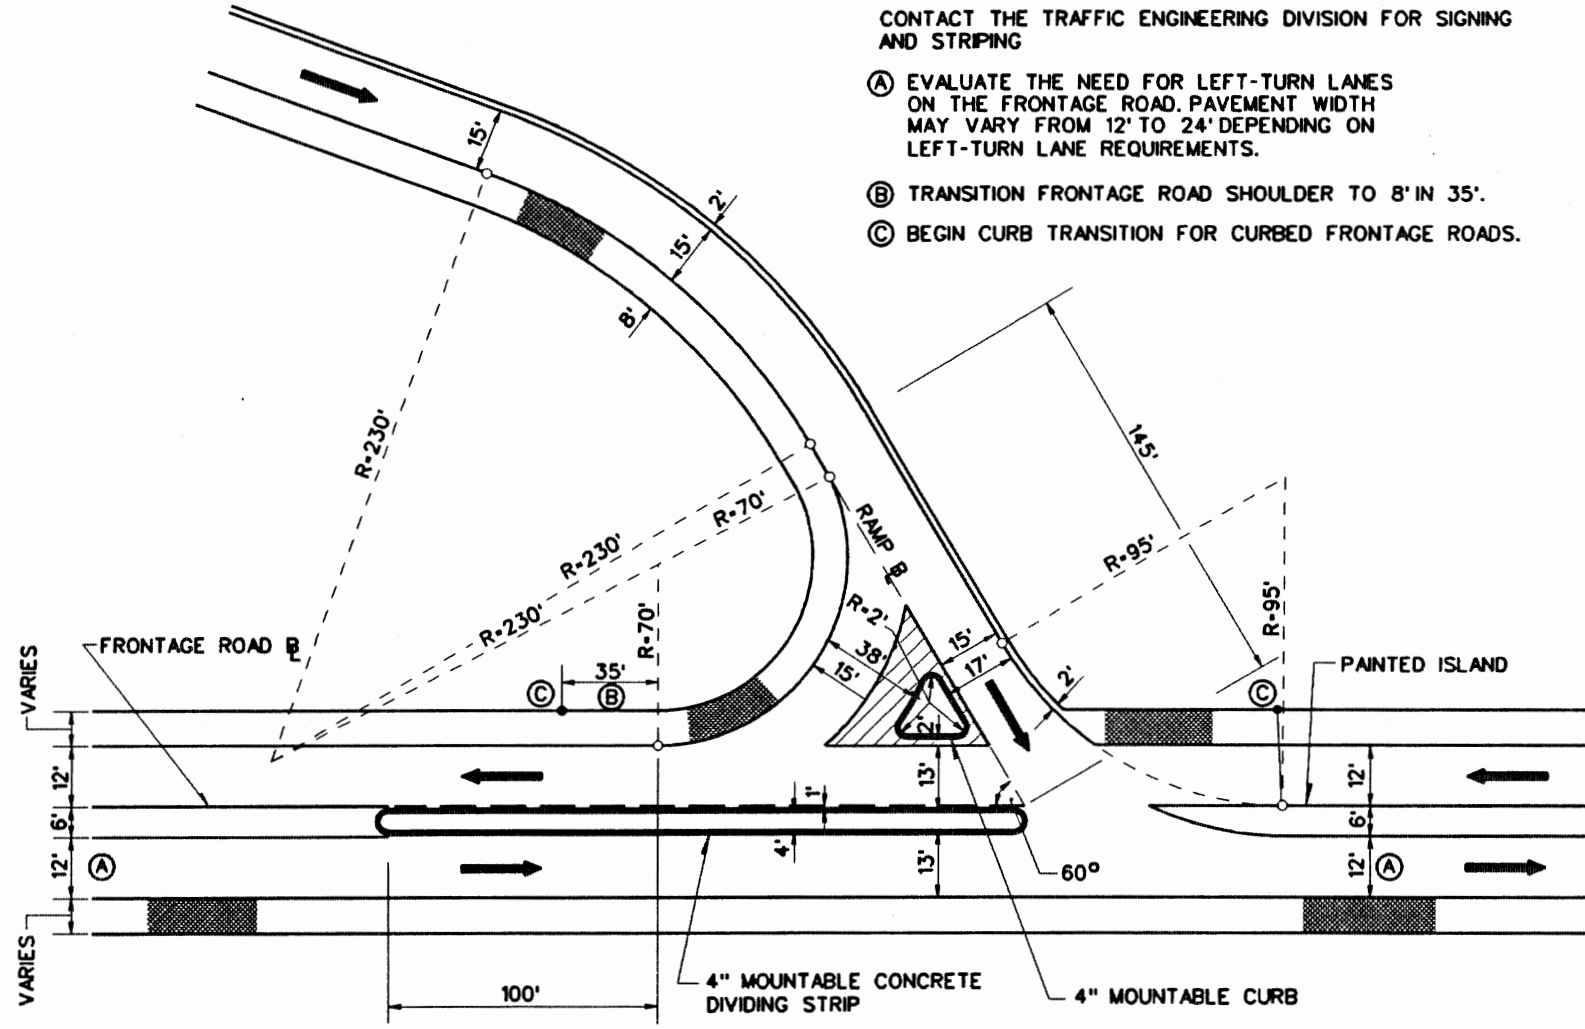 CONTACT THE TRAFFIC ENGINEERING DIVISION FOR SIGNING
AND STRIPING
Ⓐ EVALUATE THE NEED FOR LEFT-TURN LANES
ON THE FRONTAGE ROAD. PAVEMENT WIDTH
MAY VARY FROM 12' TO 24' DEPENDING ON
LEFT-TURN LANE REQUIREMENTS.
Ⓑ TRANSITION FRONTAGE ROAD SHOULDER TO 8' IN 35'.
Ⓒ BEGIN CURB TRANSITION FOR CURBED FRONTAGE ROADS.
15'
2'
15'
8'
145'
R=230'
R=70'
RAMP ℄
R=230'
R=95'
R=230'
R=70'
R=2'
R=95'
FRONTAGE ROAD ℄
15'
38'
17'
15'
PAINTED ISLAND
VARIES
35'
Ⓒ
Ⓑ
2'
Ⓒ
2'
12'
13'
12'
1'
6'
6'
4'
12'
Ⓐ
13'
60°
12'
Ⓐ
VARIES
100'
4" MOUNTABLE CONCRETE
DIVIDING STRIP
4" MOUNTABLE CURB